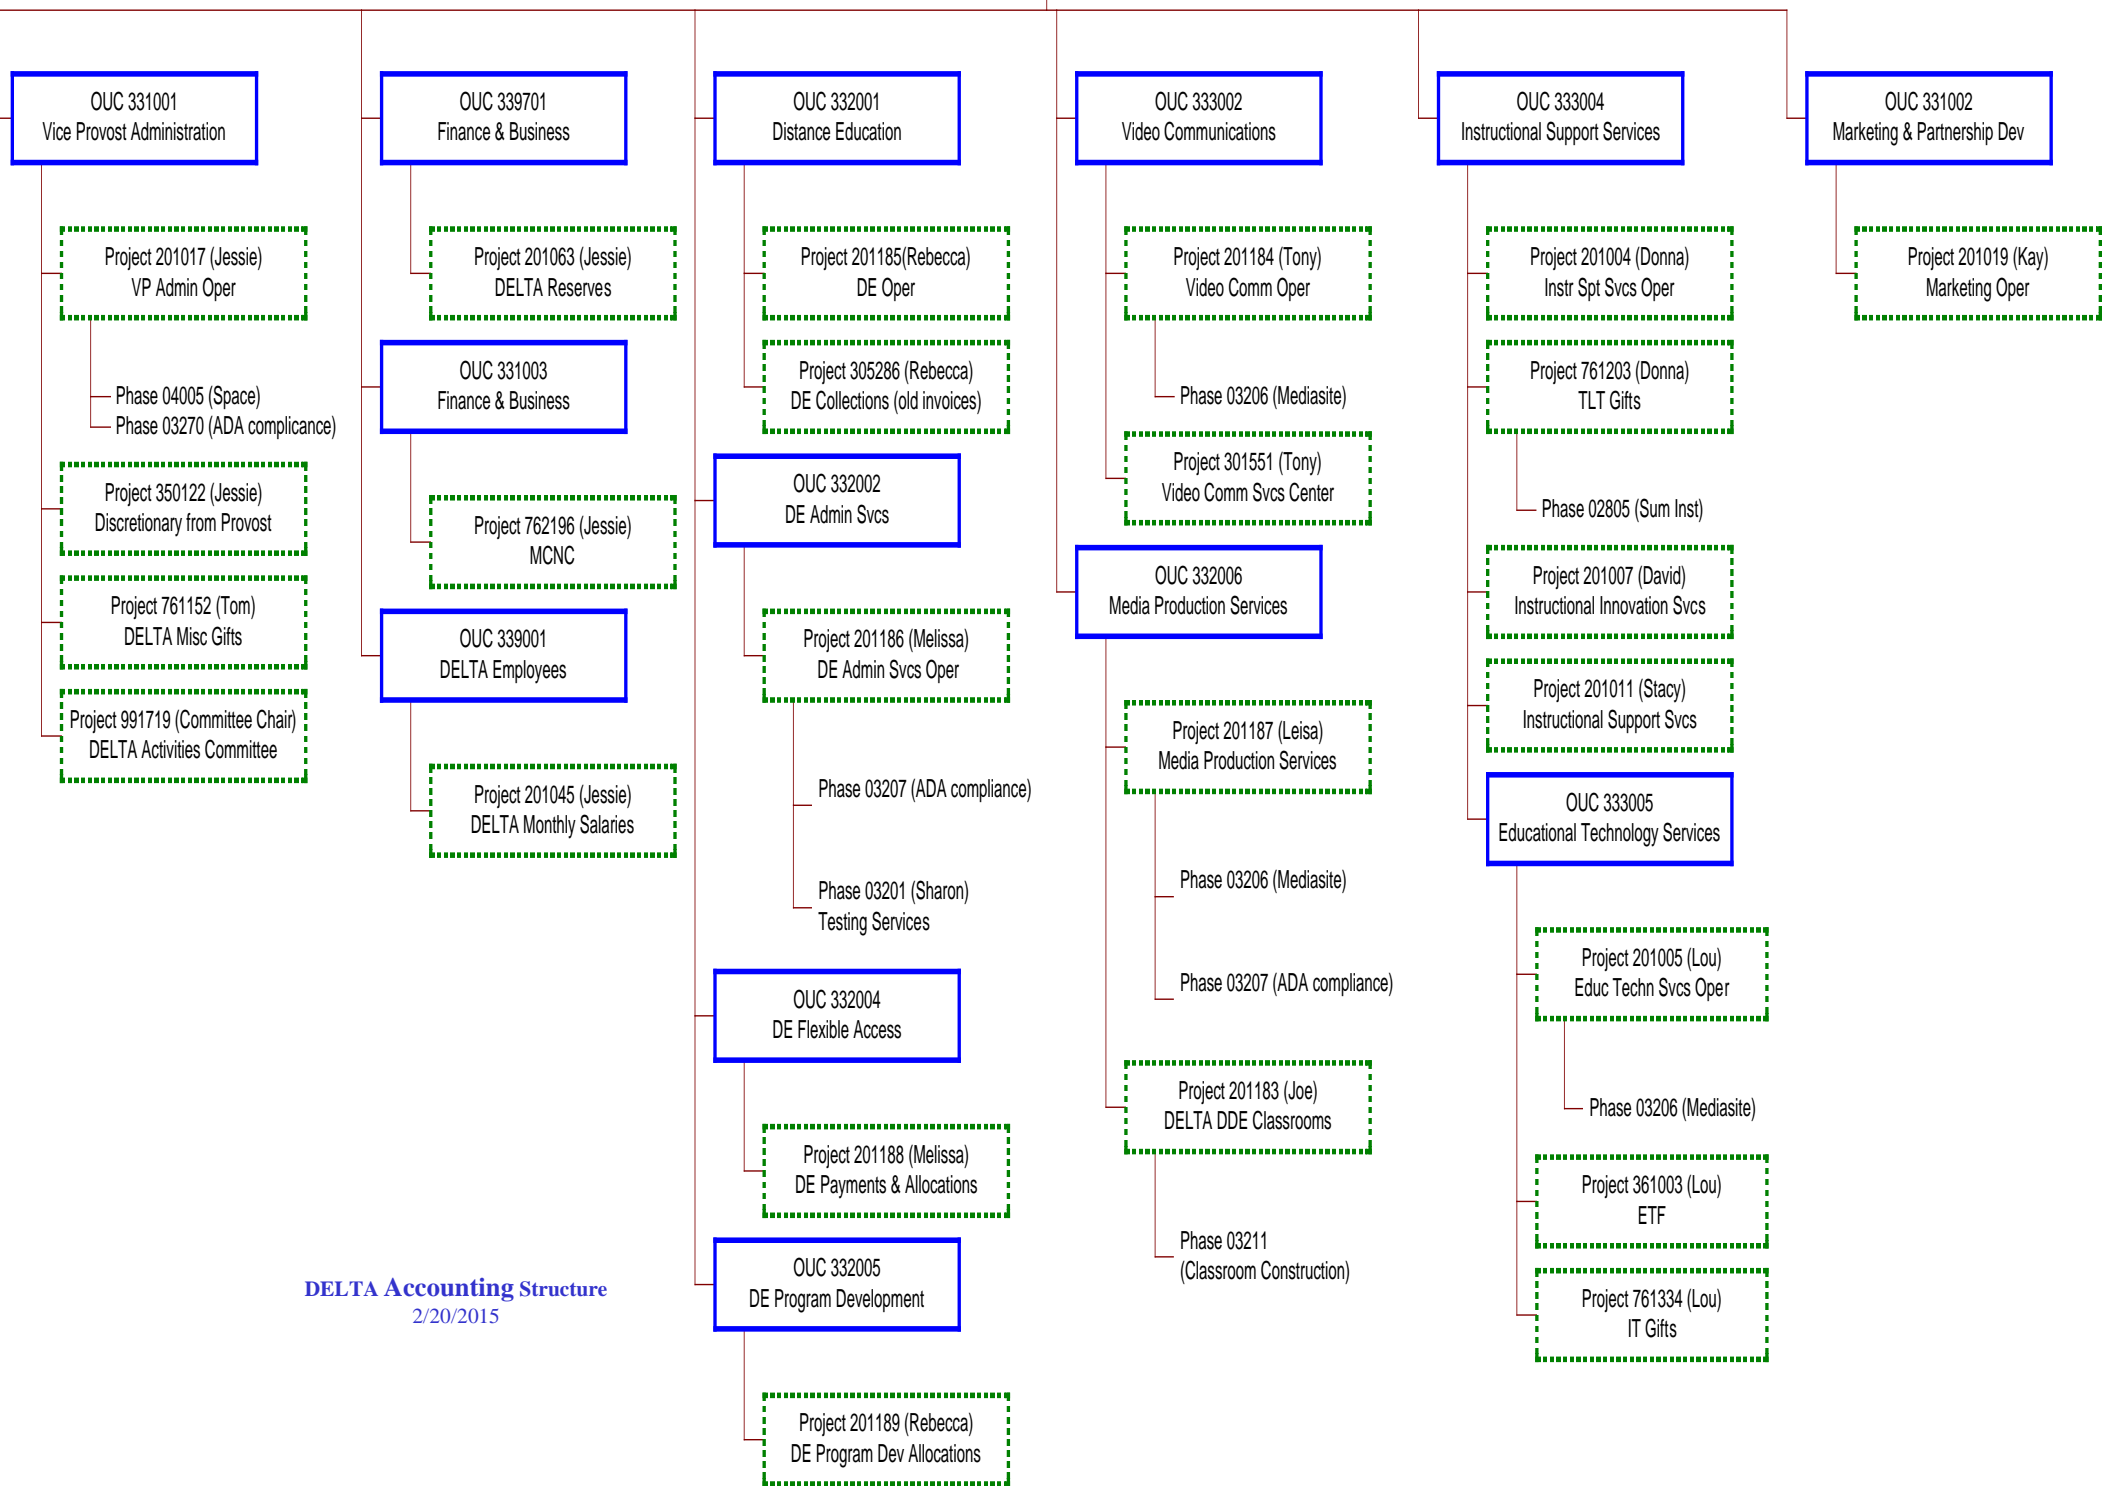 OUC 331001
Vice Provost Administration
Project 201017 (Jessie)
VP Admin Oper
Phase 04005 (Space)
Phase 03270 (ADA complicance)
Project 350122 (Jessie)
Discretionary from Provost
Project 761152 (Tom)
DELTA Misc Gifts
Project 991719 (Committee Chair)
DELTA Activities Committee
OUC 339701
Finance & Business
Project 201063 (Jessie)
DELTA Reserves
OUC 331003
Finance & Business
Project 762196 (Jessie)
MCNC
OUC 339001
DELTA Employees
Project 201045 (Jessie)
DELTA Monthly Salaries
OUC 332001
Distance Education
Project 201185(Rebecca)
DE Oper
Project 305286 (Rebecca)
DE Collections (old invoices)
OUC 332002
DE Admin Svcs
Project 201186 (Melissa)
DE Admin Svcs Oper
Phase 03207 (ADA compliance)
Phase 03201 (Sharon)
Testing Services
OUC 332004
DE Flexible Access
Project 201188 (Melissa)
DE Payments & Allocations
OUC 332005
DE Program Development
Project 201189 (Rebecca)
DE Program Dev Allocations
OUC 333002
Video Communications
Project 201184 (Tony)
Video Comm Oper
Phase 03206 (Mediasite)
Project 301551 (Tony)
Video Comm Svcs Center
OUC 332006
Media Production Services
Project 201187 (Leisa)
Media Production Services
Phase 03206 (Mediasite)
Phase 03207 (ADA compliance)
Project 201183 (Joe)
DELTA DDE Classrooms
Phase 03211
(Classroom Construction)
OUC 333004
Instructional Support Services
Project 201004 (Donna)
Instr Spt Svcs Oper
Project 761203 (Donna)
TLT Gifts
Phase 02805 (Sum Inst)
Project 201007 (David)
Instructional Innovation Svcs
Project 201011 (Stacy)
Instructional Support Svcs
OUC 333005
Educational Technology Services
Project 201005 (Lou)
Educ Techn Svcs Oper
Phase 03206 (Mediasite)
Project 361003 (Lou)
ETF
Project 761334 (Lou)
IT Gifts
OUC 331002
Marketing & Partnership Dev
Project 201019 (Kay)
Marketing Oper
DELTA Accounting Structure
2/20/2015